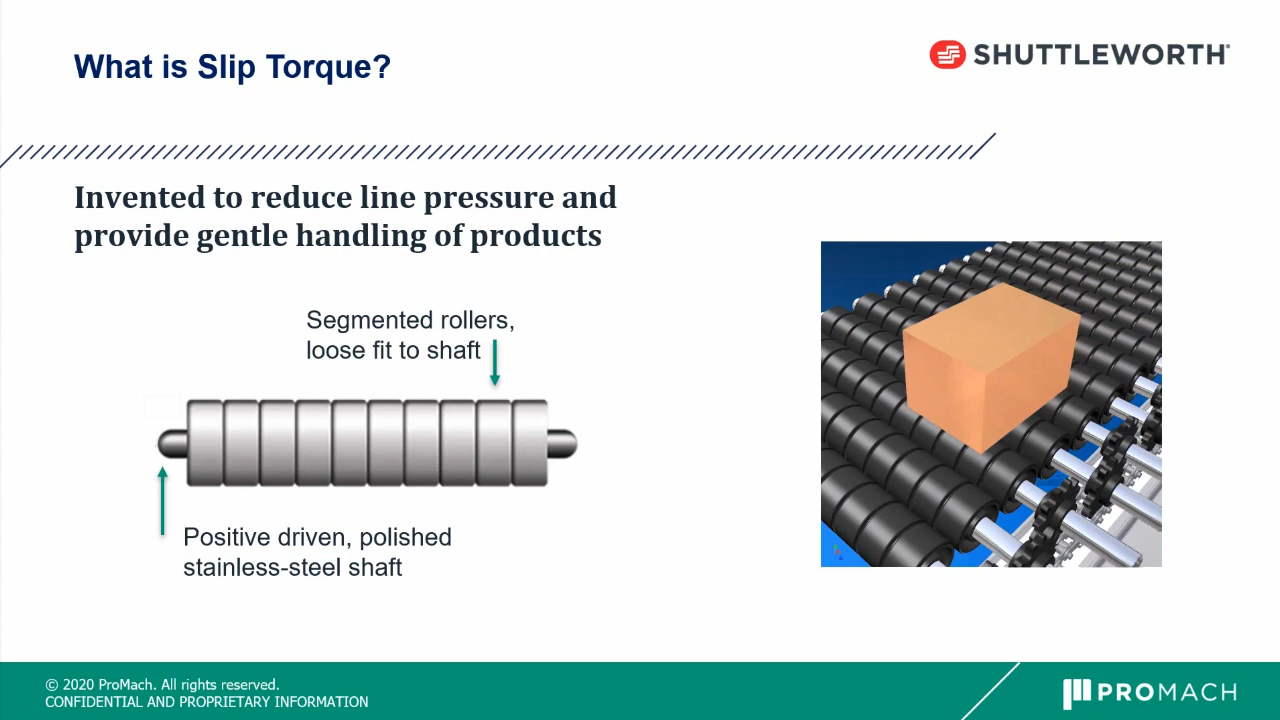 What is Slip Torque?
SHUTTLEWORTH®
Invented to reduce line pressure and
provide gentle handling of products
Segmented rollers,
loose fit to shaft
Positive driven, polished
stainless-steel shaft
© 2020 ProMach. All rights reserved.
CONFIDENTIAL AND PROPRIETARY INFORMATION
PROMACH